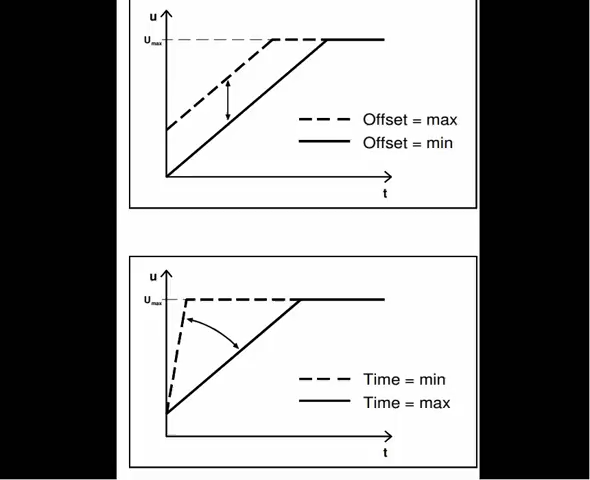 u
Umax
Offset = max
Offset = min
t
u
Umax
Time = min
Time = max
t